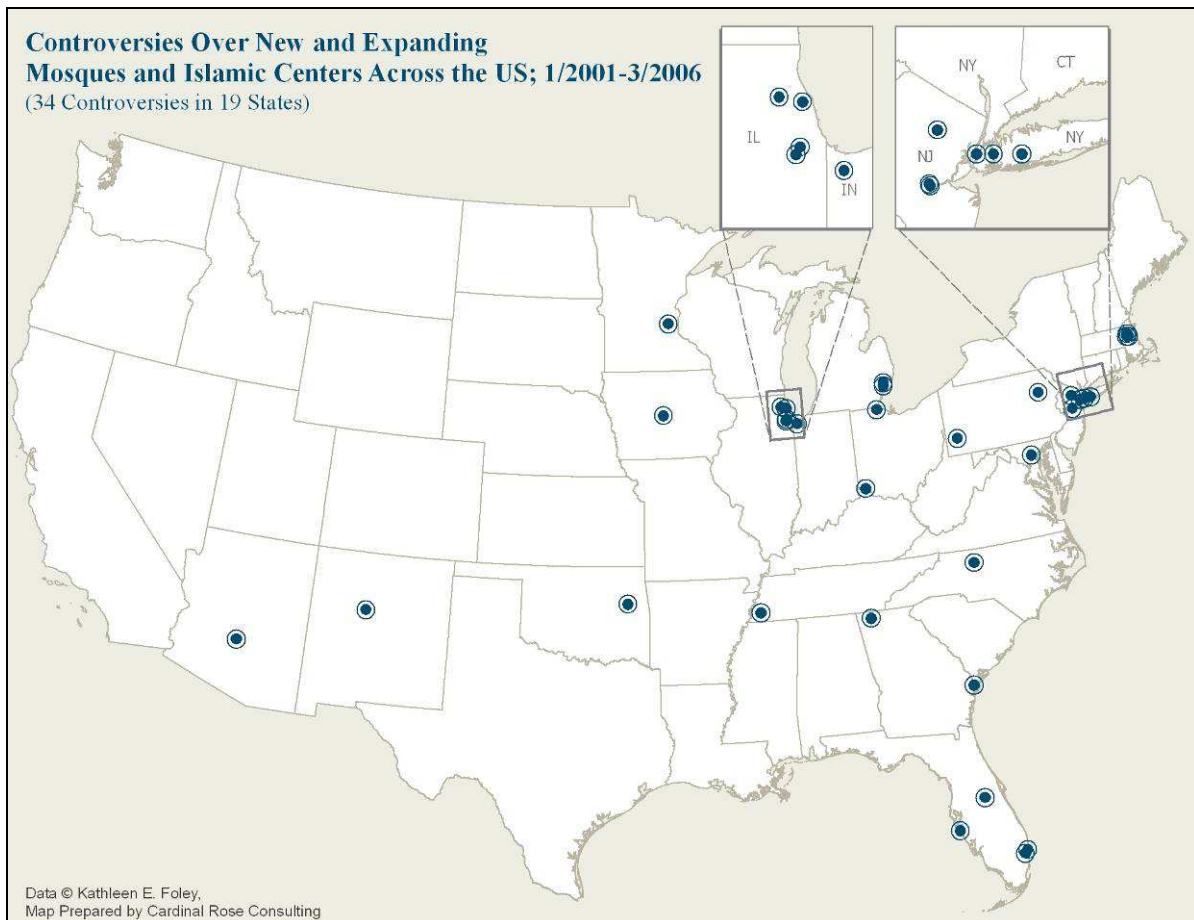 Controversies Over New and Expanding
Mosques and Islamic Centers Across the US; 1/2001-3/2006
(34 Controversies in 19 States)
IL
IN
NY
CT
NJ
NY
Data © Kathleen E. Foley,
Map Prepared by Cardinal Rose Consulting